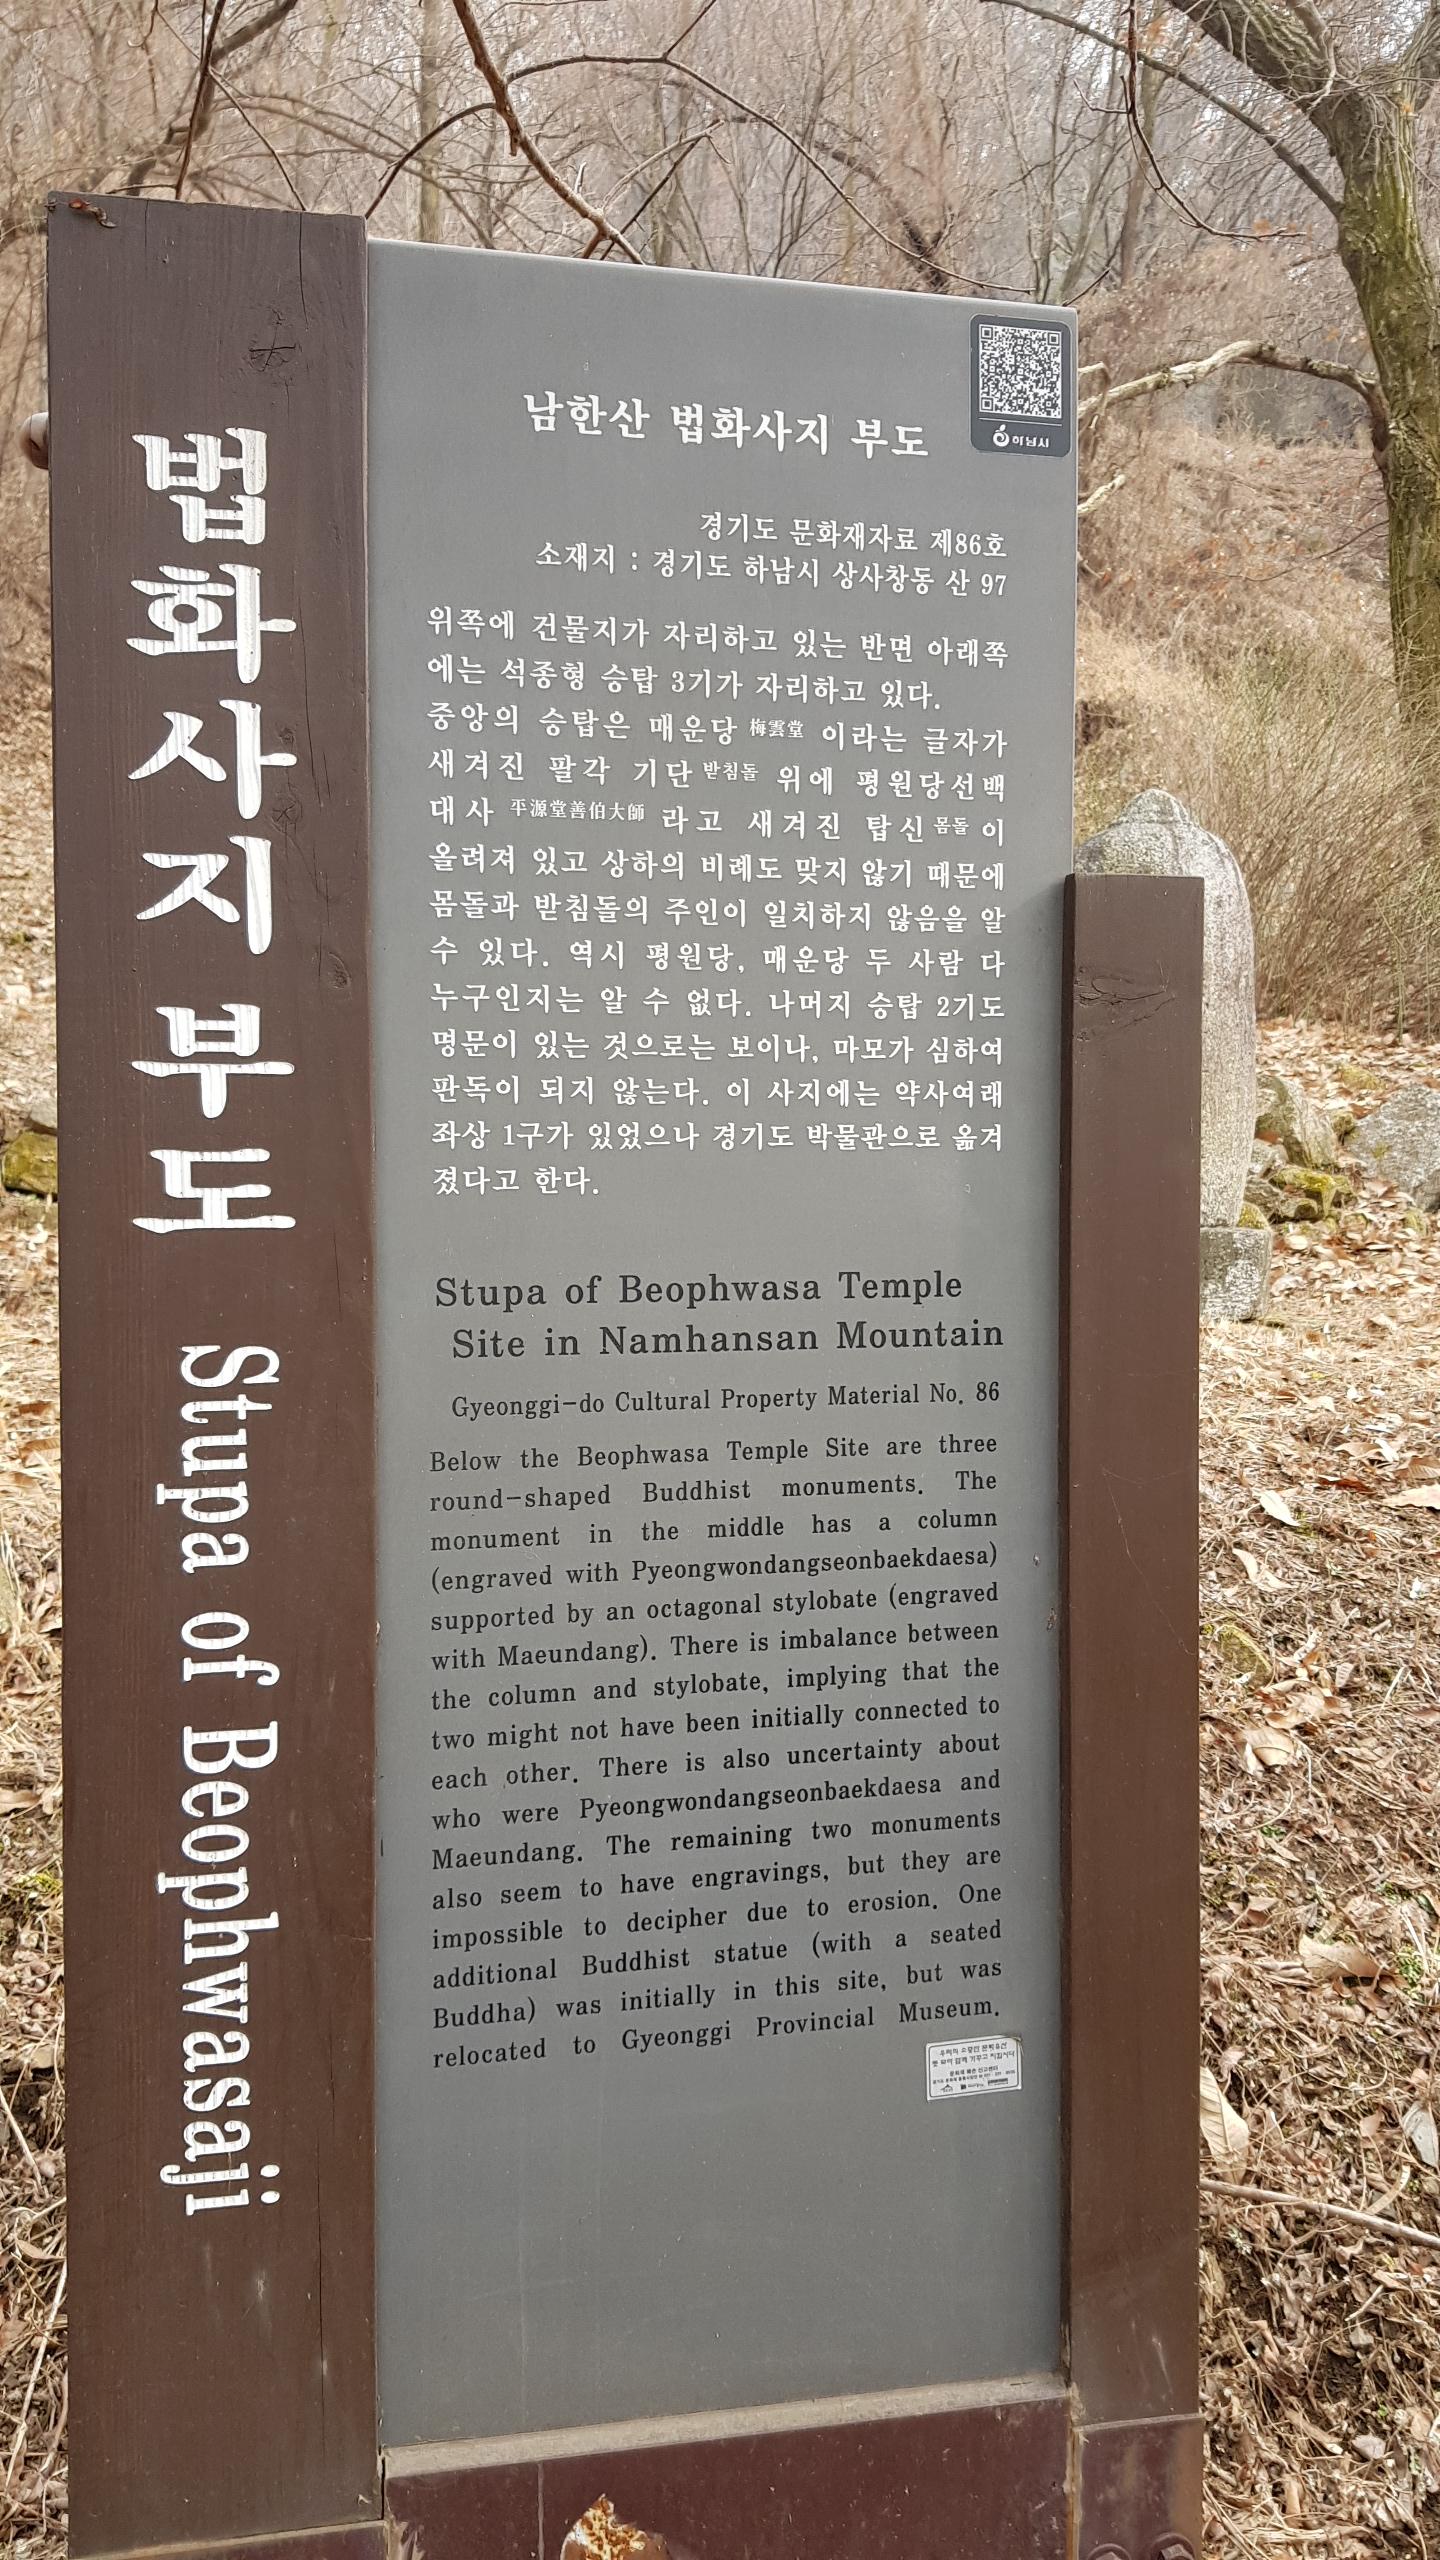 법화사지 부도 Stupa of Beophwasaji
하남시
남한산 법화사지 부도
경기도 문화재자료 제86호
소재지 : 경기도 하남시 상사창동 산 97
위쪽에 건물지가 자리하고 있는 반면 아래쪽
에는 석종형 승탑 3기가 자리하고 있다.
중앙의 승탑은 매운당 梅雲堂 이라는 글자가
새겨진 팔각 기단 받침돌 위에 평원당선백
대사 平源堂善伯大師 라고 새겨진 탑신 몸돌 이
올려져 있고 상하의 비례도 맞지 않기 때문에
몸돌과 받침돌의 주인이 일치하지 않음을 알
수 있다. 역시 평원당, 매운당 두 사람 다
누구인지는 알 수 없다. 나머지 승탑 2기도
명문이 있는 것으로는 보이나, 마모가 심하여
판독이 되지 않는다. 이 사지에는 약사여래
좌상 1구가 있었으나 경기도 박물관으로 옮겨
졌다고 한다.
Stupa of Beophwasa Temple
Site in Namhansan Mountain
Gyeonggi-do Cultural Property Material No. 86
Below the Beophwasa Temple Site are three
round-shaped Buddhist monuments. The
monument in the middle has a column
(engraved with Pyeongwondangseonbaekdaesa)
supported by an octagonal stylobate (engraved
with Maeundang). There is imbalance between
the column and stylobate, implying that the
two might not have been initially connected to
each other. There is also uncertainty about
who were Pyeongwondangseonbaekdaesa and
Maeundang. The remaining two monuments
also seem to have engravings, but they are
impossible to decipher due to erosion. One
additional Buddhist statue (with a seated
Buddha) was initially in this site, but was
relocated to Gyeonggi Provincial Museum.
우리의 소중한 문화유산